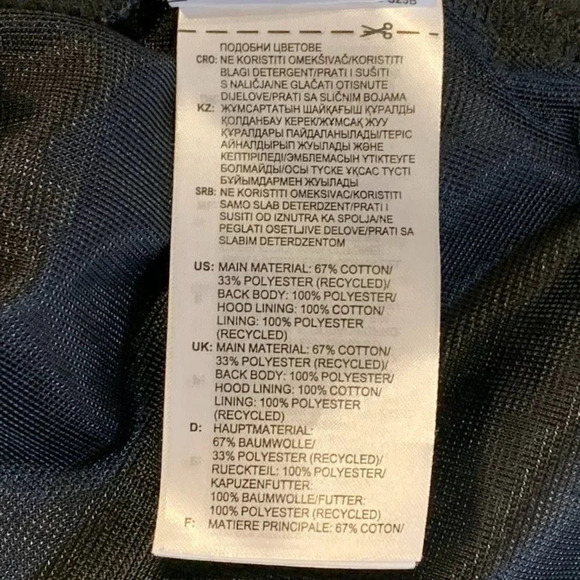 ПОДОБНИ ЦВЕТОВЕ
CRO: NE KORISTITI OMEKŠIVAČ/KORISTITI
BLAGI DETERGENT/PRATI I SUŠITI
S NALIČJA/NE GLAČATI OTISNUTE
DIJELOVE/PRATI SA SLIČNIM BOJAMA
KZ: ЖҰМСАРТАТЫН ШАЙҚАҒЫШ ҚҰРАЛДЫ
ҚОЛДАНБАУ КЕРЕК/ЖҰМСАҚ ЖУУ
ҚҰРАЛДАРЫ ПАЙДАЛАНЫЛАДЫ/ТЕРІС
АЙНАЛДЫРЫП ЖУЫЛАДЫ ЖӘНЕ
КЕПТІРІЛЕДІ/ЭМБЛЕМАСЫН ҮТІКТЕУГЕ
БОЛМАЙДЫ/ОСЫ ТҮСКЕ ҰҚСАС ТҮСТІ
БҰЙЫМДАРМЕН ЖУЫЛАДЫ
SRB: NE KORISTITI OMEKSIVAC/KORISTITI
SAMO SLAB DETERDZENT/PRATI I
SUSITI OD IZNUTRA KA SPOLJA/NE
PEGLATI OSETLJIVE DELOVE/PRATI SA
SLABIM DETERDZENTOM
US: MAIN MATERIAL: 67% COTTON/
33% POLYESTER (RECYCLED)/
BACK BODY: 100% POLYESTER/
HOOD LINING: 100% COTTON/
LINING: 100% POLYESTER
(RECYCLED)
UK: MAIN MATERIAL: 67% COTTON/
33% POLYESTER (RECYCLED)/
BACK BODY: 100% POLYESTER/
HOOD LINING: 100% COTTON/
LINING: 100% POLYESTER
(RECYCLED)
D: HAUPTMATERIAL:
67% BAUMWOLLE/
33% POLYESTER (RECYCLED)/
RUECKTEIL: 100% POLYESTER/
KAPUZENFUTTER:
100% BAUMWOLLE/FUTTER:
100% POLYESTER (RECYCLED)
F: MATIERE PRINCIPALE: 67% COTON/